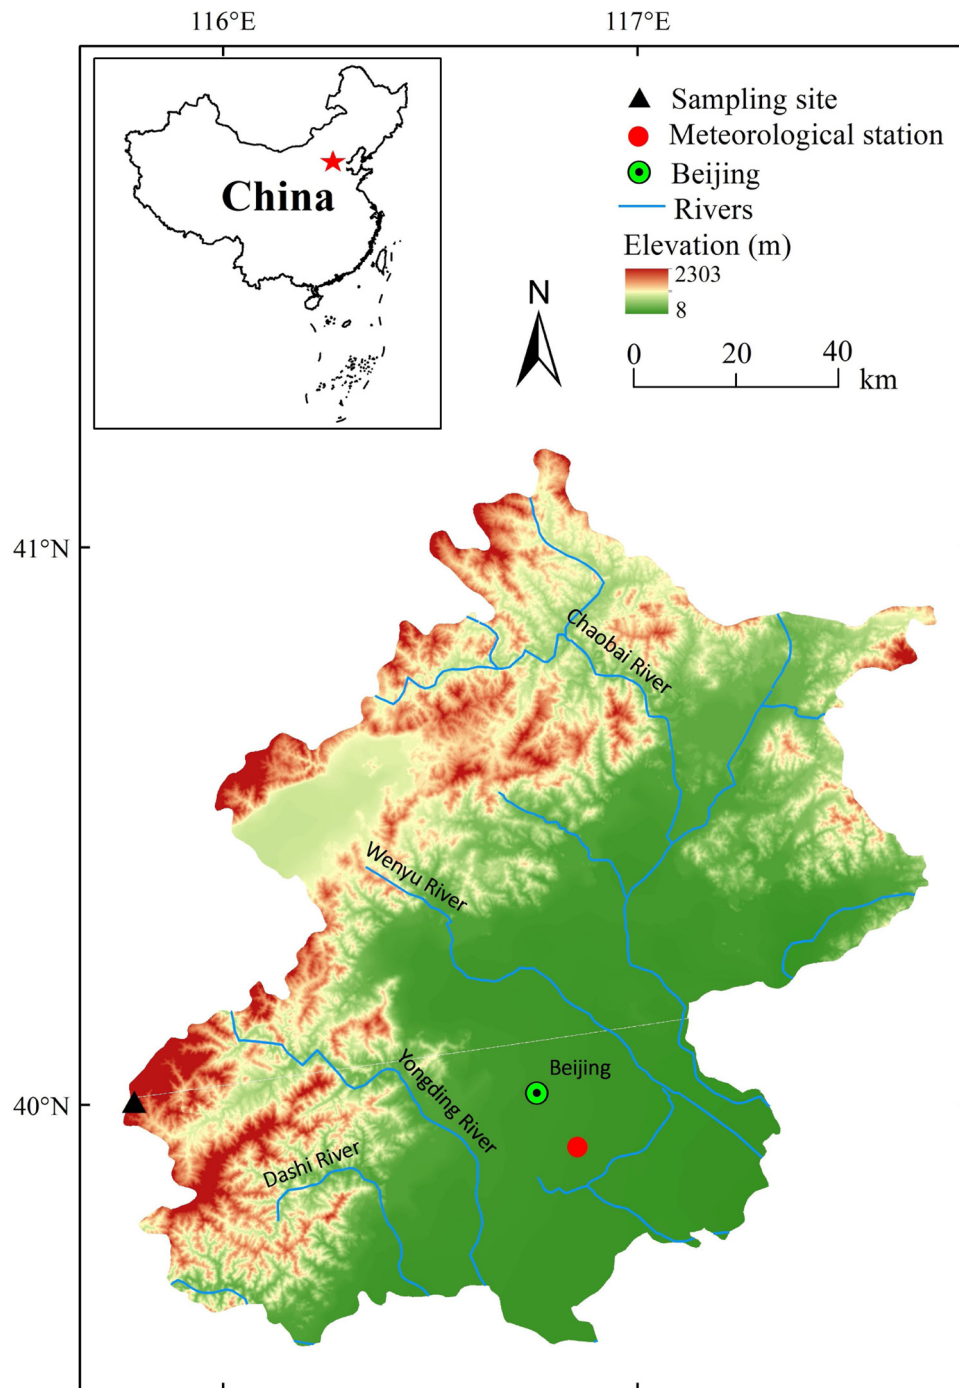 116°E
117°E
China
Sampling site
Meteorological station
Beijing
Rivers
Elevation (m)
2303
8
N
0
20
40
km
41°N
Chaobai River
Wenyu River
Beijing
Yongding River
40°N
Dashi River